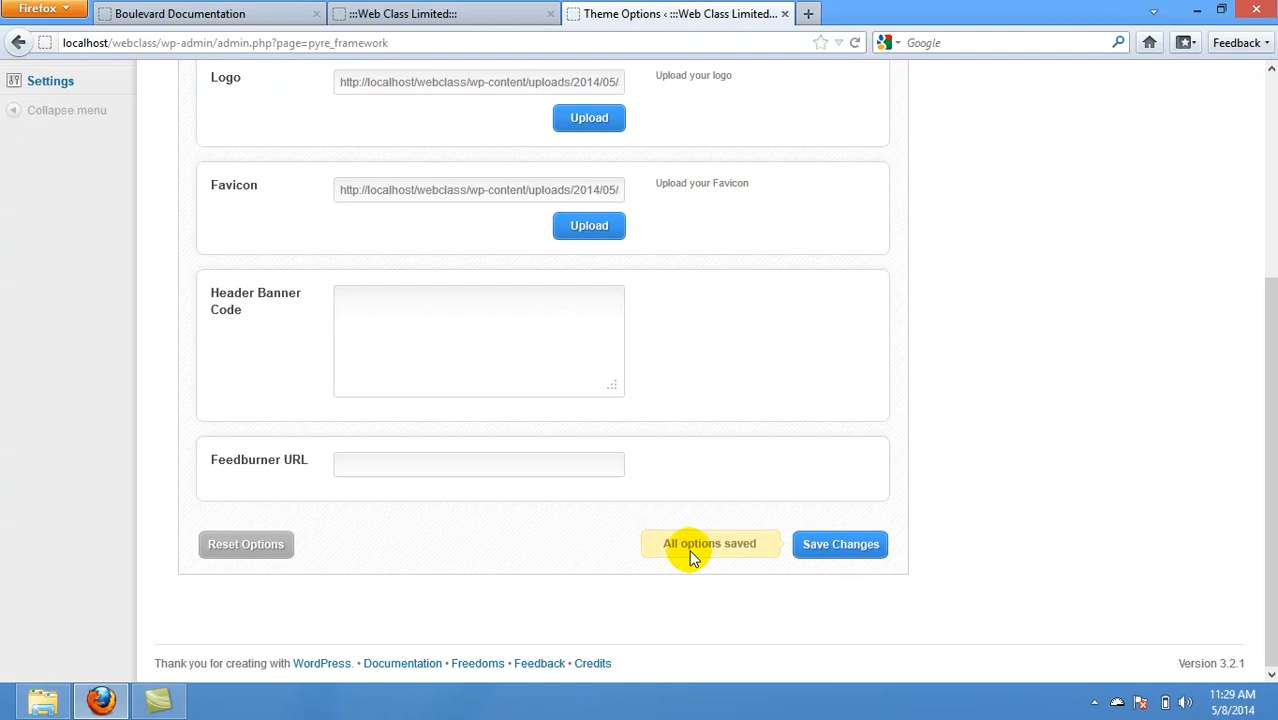 Firefox
Boulevard Documentation
:::Web Class Limited:::
Theme Options ‹ :::Web Class Limited...
localhost/webclass/wp-admin/admin.php?page=pyre_framework
Google
Feedback
Settings
Collapse menu
Logo
http://localhost/webclass/wp-content/uploads/2014/05/
Upload your logo
Upload
Favicon
http://localhost/webclass/wp-content/uploads/2014/05/
Upload your Favicon
Upload
Header Banner
Code
Feedburner URL
Reset Options
All options saved
Save Changes
Thank you for creating with WordPress. • Documentation • Freedoms • Feedback • Credits
Version 3.2.1
11:29 AM
5/8/2014